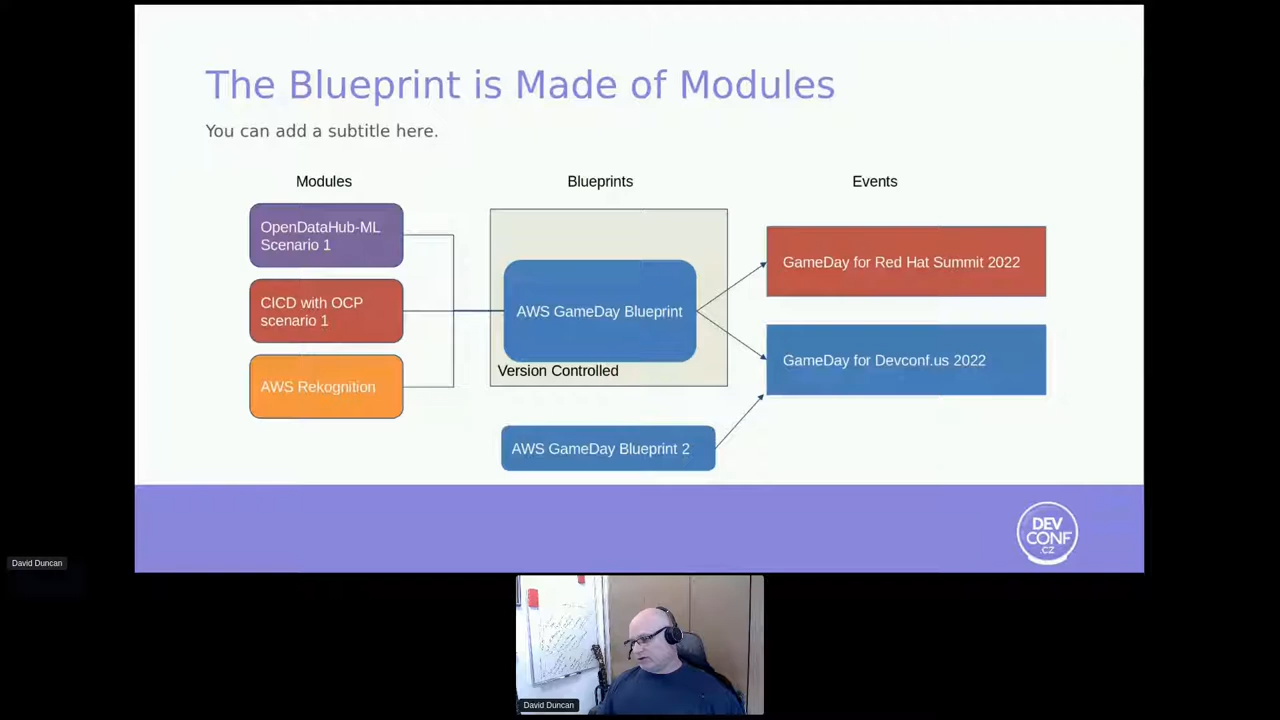 The Blueprint is Made of Modules
You can add a subtitle here.
Modules
Blueprints
Events
OpenDataHub-ML
Scenario 1
CICD with OCP
scenario 1
AWS Rekognition
AWS GameDay Blueprint
Version Controlled
AWS GameDay Blueprint 2
GameDay for Red Hat Summit 2022
GameDay for Devconf.us 2022
DEV
CONF
.CZ
David Duncan
David Duncan